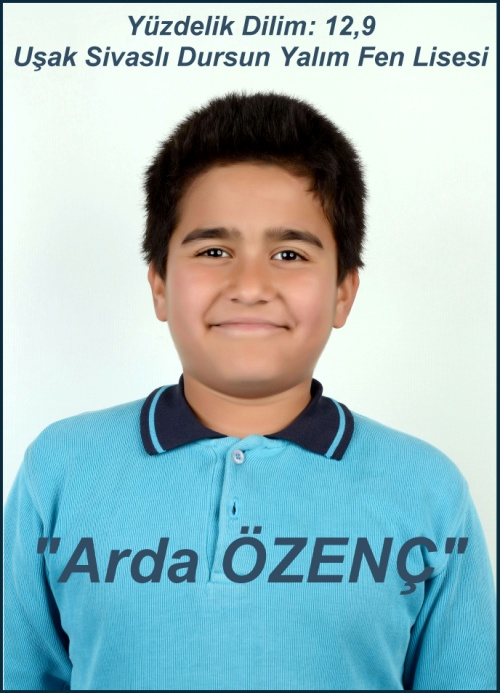 Yüzdelik Dilim: 12,9
Uşak Sivaslı Dursun Yalım Fen Lisesi
"Arda ÖZENÇ"